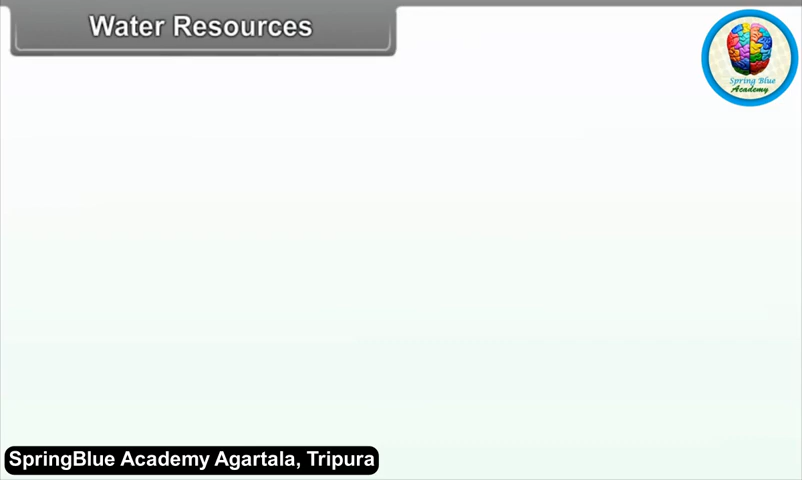 Water Resources
Spring Blue
Academy
SpringBlue Academy Agartala, Tripura